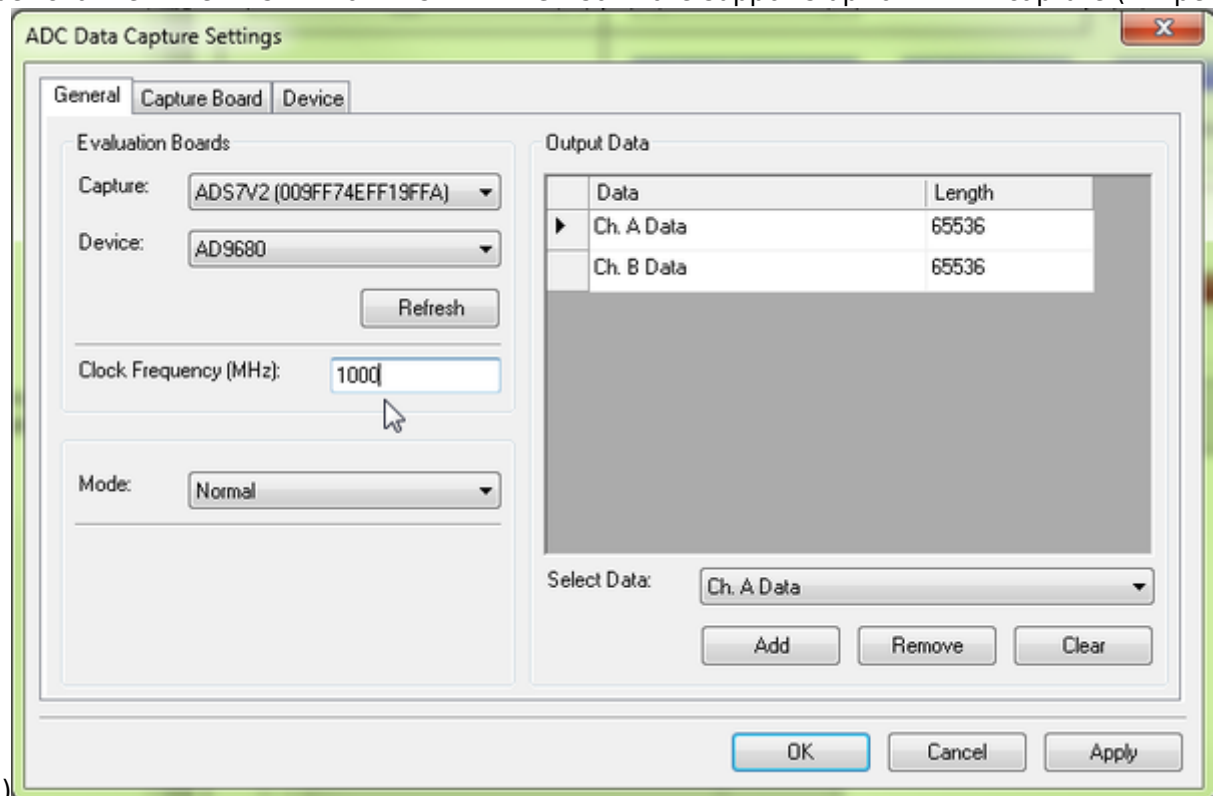 ADC Data Capture Settings
General Capture Board Device
Evaluation Boards
Capture: ADS7V2 (009FF74EFF19FFA)
Device: AD9680
Refresh
Clock Frequency (MHz): 1000
Mode: Normal
Output Data
Data Length
Ch. A Data 65536
Ch. B Data 65536
Select Data: Ch. A Data
Add Remove Clear
OK Cancel Apply
)